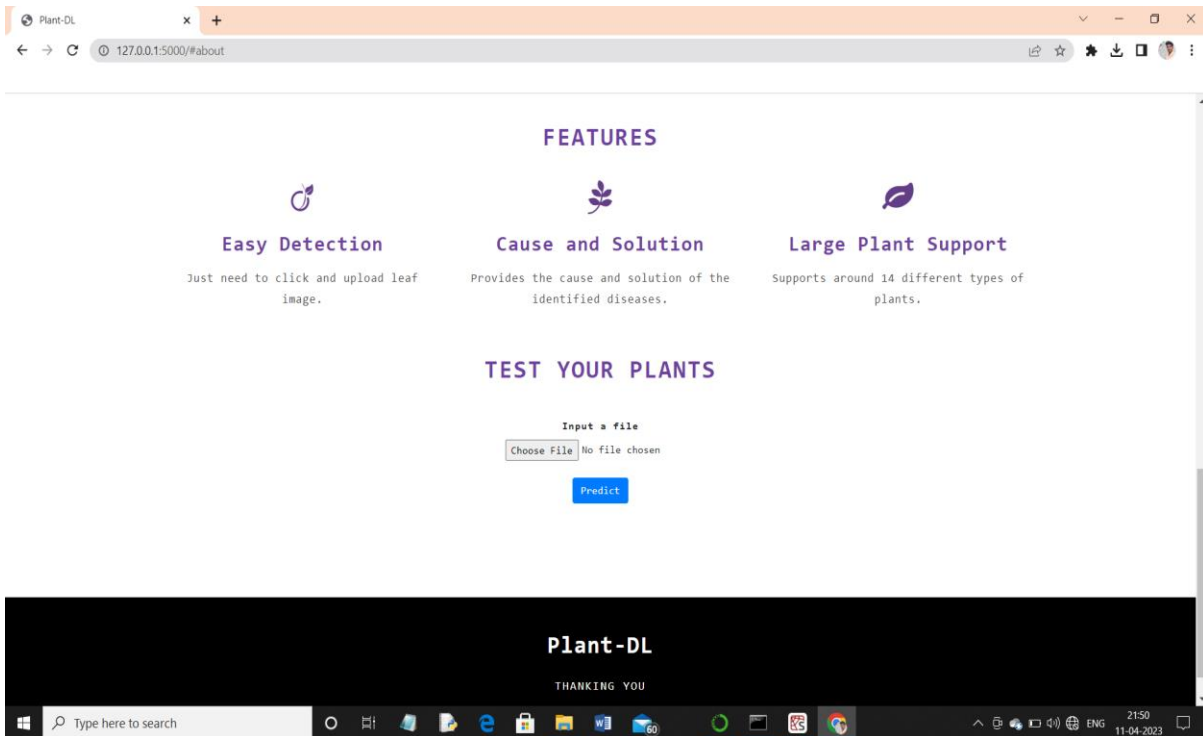 Plant-DL
127.0.0.1:5000/#about
FEATURES
Easy Detection
Cause and Solution
Large Plant Support
Just need to click and upload leaf
image.
Provides the cause and solution of the
identified diseases.
Supports around 14 different types of
plants.
TEST YOUR PLANTS
Input a file
Choose File No file chosen
Predict
Plant-DL
THANKING YOU
Type here to search
60
ENG
21:50
11-04-2023